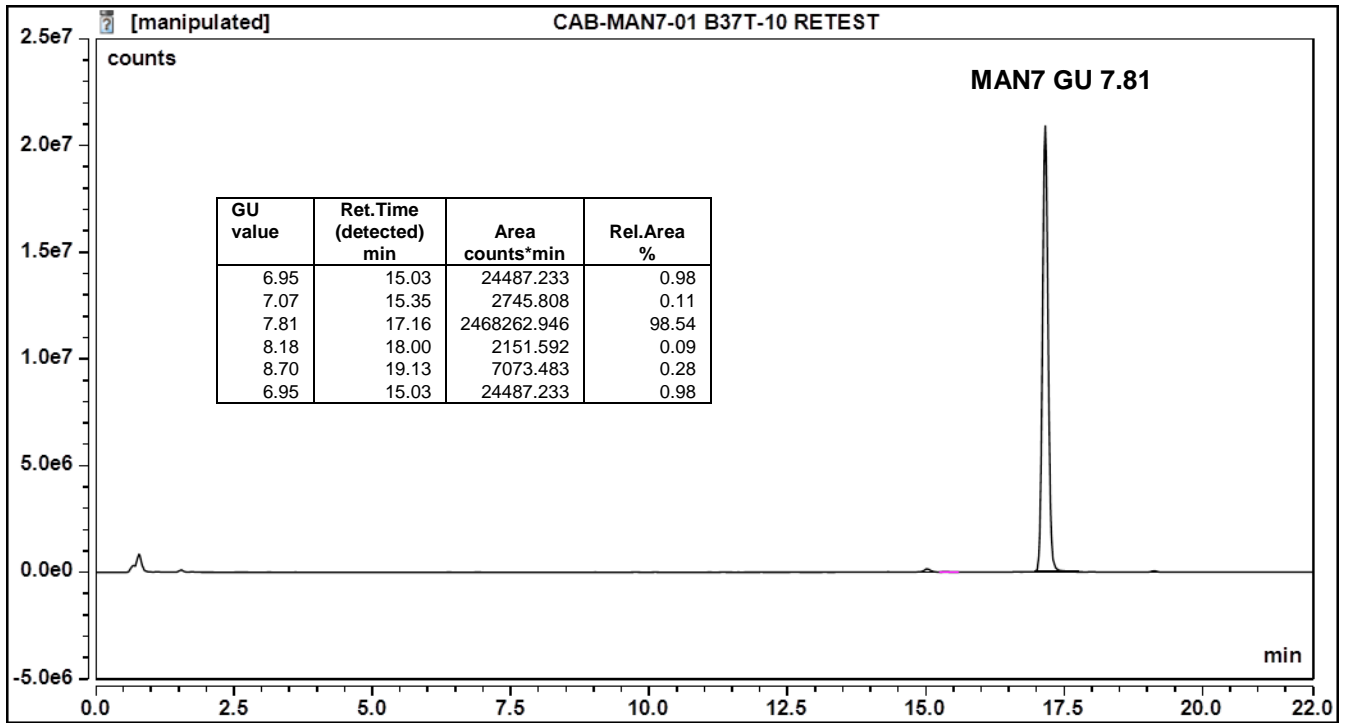 [manipulated] CAB-MAN7-01 B37T-10 RETEST
2.5e7
counts
MAN7 GU 7.81
2.0e7
GU Ret.Time
value (detected) Area Rel.Area
min counts*min %
1.5e7
6.95 15.03 24487.233 0.98
7.07 15.35 2745.808 0.11
7.81 17.16 2468262.946 98.54
8.18 18.00 2151.592 0.09
1.0e7
8.70 19.13 7073.483 0.28
6.95 15.03 24487.233 0.98
5.0e6
0.0e0
min
-5.0e6
0.0 2.5 5.0 7.5 10.0 12.5 15.0 17.5 20.0 22.0